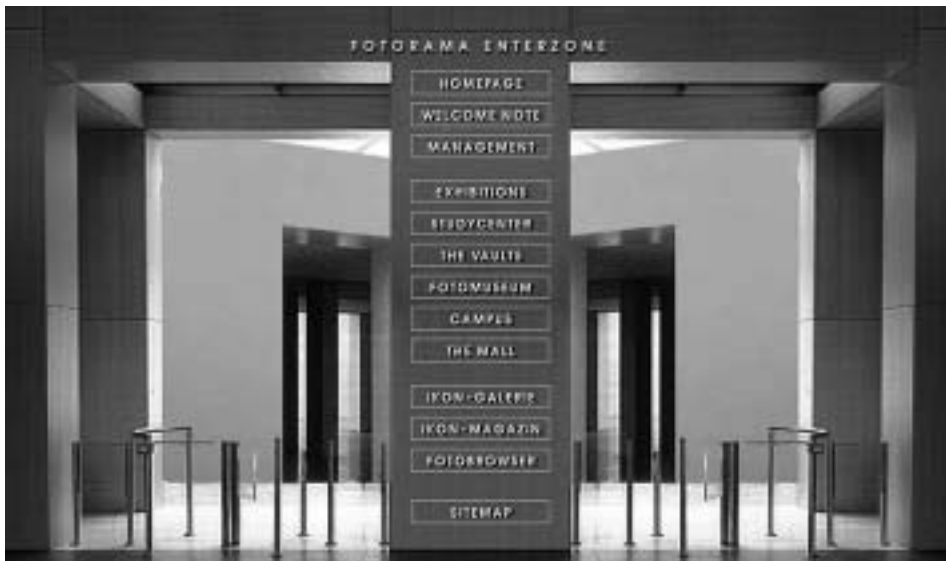 FOTORAMA ENTERZONE
HOMEPAGE
WELCOME NOTE
MANAGEMENT
EXHIBITIONS
STUDYCENTER
THE VAULTS
FOTOMUSEUM
CAMPUS
THE MALL
IKON-GALERIE
IKON-MAGAZIN
FOTOBROWSER
SITEMAP